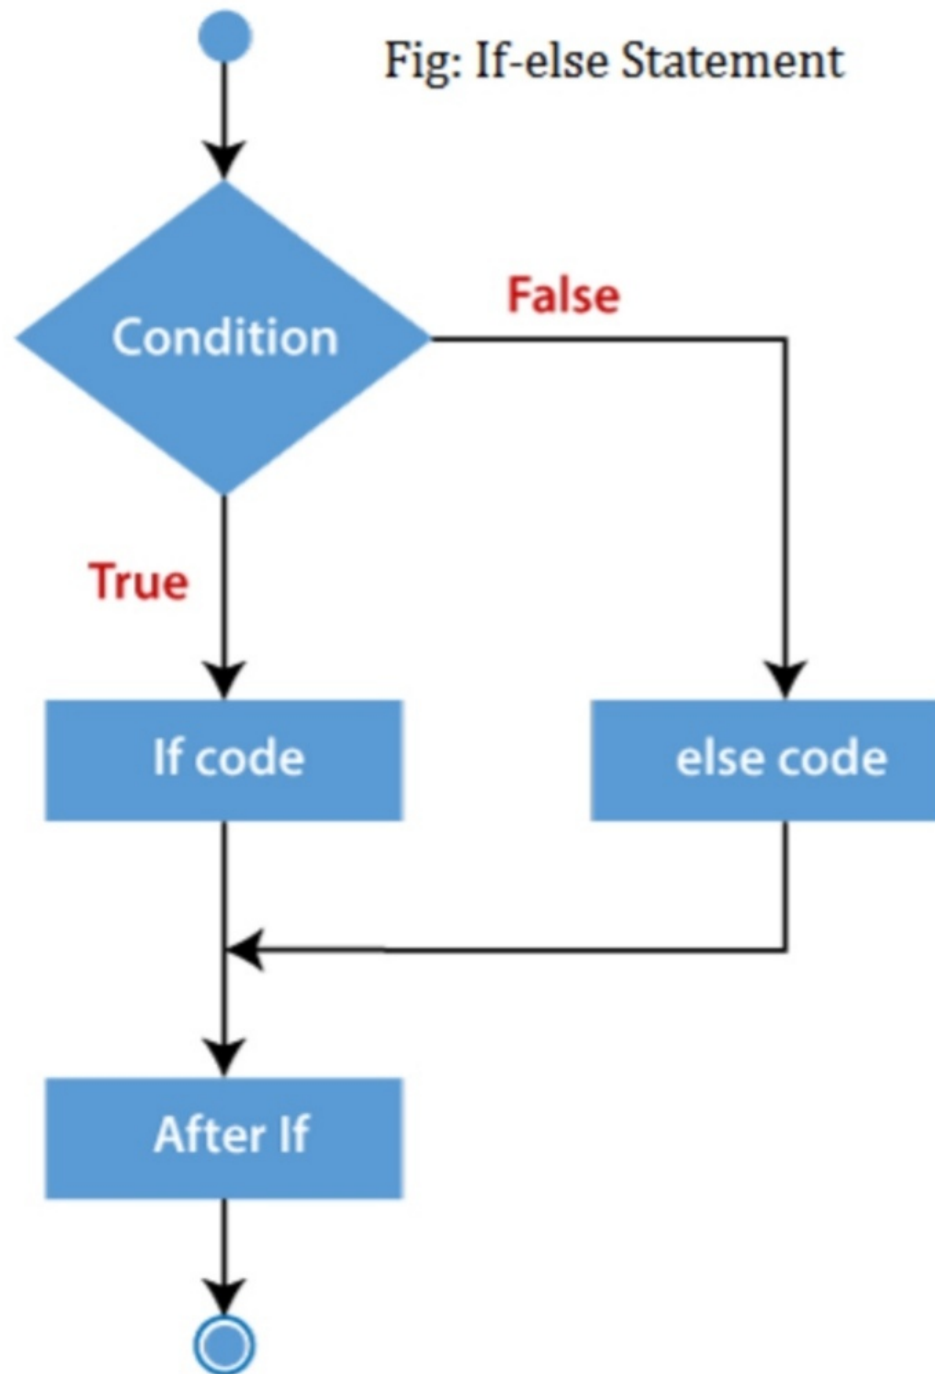 Fig: If-else Statement
Condition
False
True
If code
else code
After If